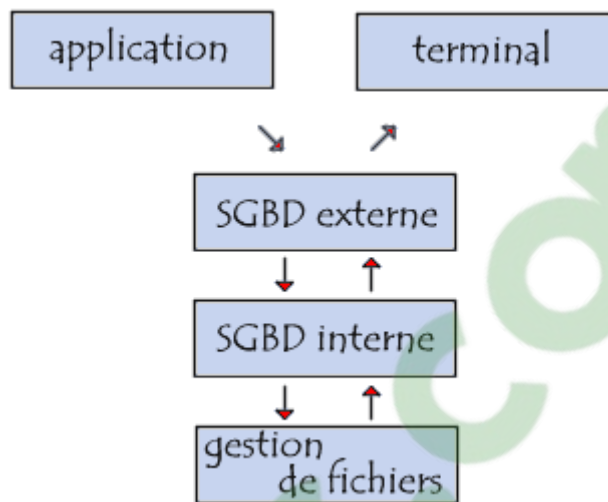 application
terminal
SGBD externe
SGBD interne
gestion
de fichiers